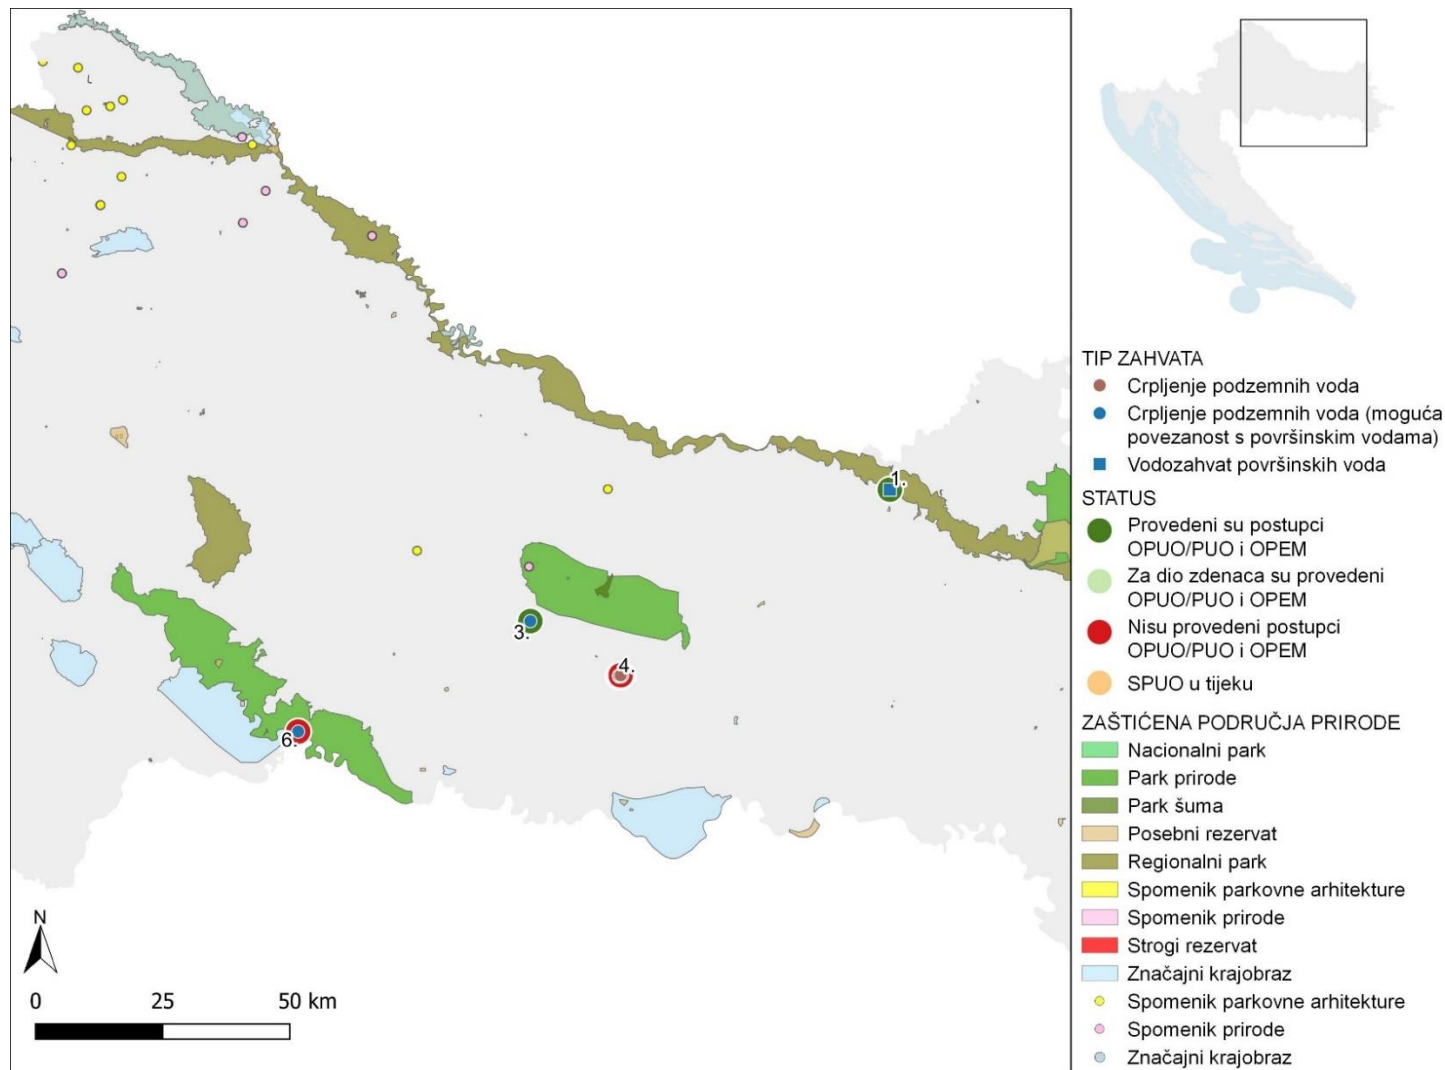 L
1.
3.
4.
6.
N
0 25 50 km
TIP ZAHVATA
Crpljenje podzemnih voda
Crpljenje podzemnih voda (moguća
povezanost s površinskim vodama)
Vodozahvat površinskih voda
STATUS
Provedeni su postupci
OPUO/PUO i OPEM
Za dio zdenaca su provedeni
OPUO/PUO i OPEM
Nisu provedeni postupci
OPUO/PUO i OPEM
SPUO u tijeku
ZAŠTIĆENA PODRUČJA PRIRODE
Nacionalni park
Park prirode
Park šuma
Posebni rezervat
Regionalni park
Spomenik parkovne arhitekture
Spomenik prirode
Strogi rezervat
Značajni krajobraz
Spomenik parkovne arhitekture
Spomenik prirode
Značajni krajobraz